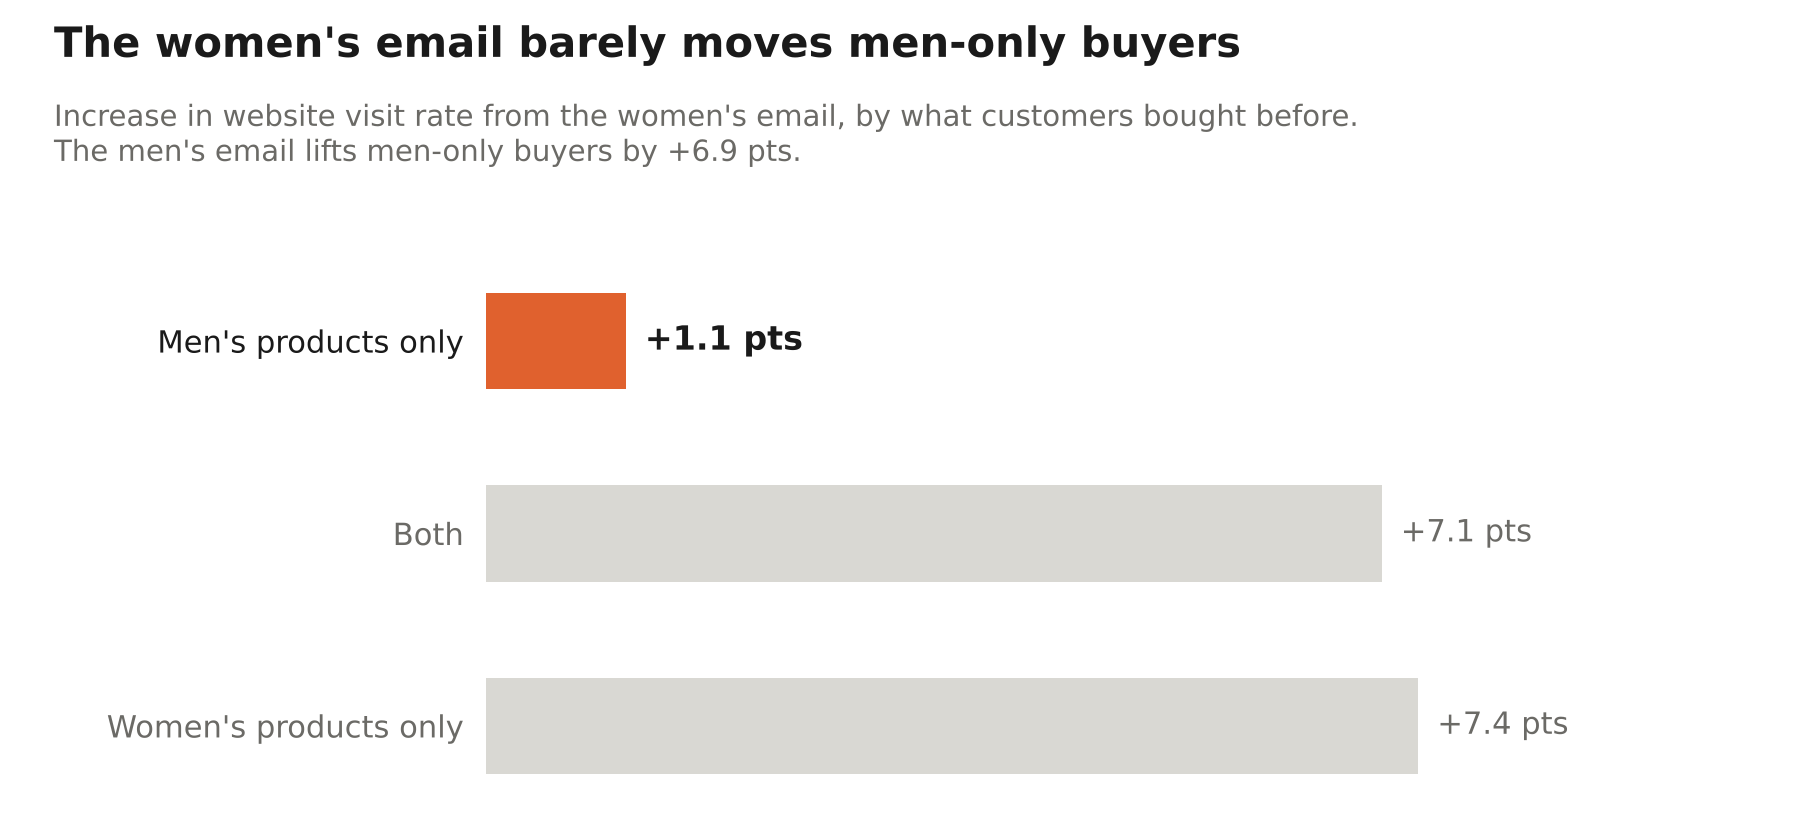 The women's email barely moves men-only buyers
Increase in website visit rate from the women's email, by what customers bought before.
The men's email lifts men-only buyers by +6.9 pts.
Men's products only +1.1 pts
Both +7.1 pts
Women's products only +7.4 pts